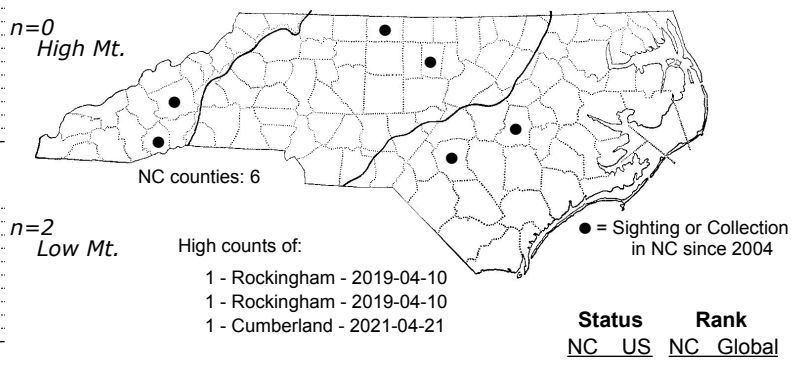 n=0
High Mt.
NC counties: 6
n=2
Low Mt.
● = Sighting or Collection
in NC since 2004
High counts of:
1 - Rockingham - 2019-04-10
1 - Rockingham - 2019-04-10
1 - Cumberland - 2021-04-21
Status Rank
NC US NC Global